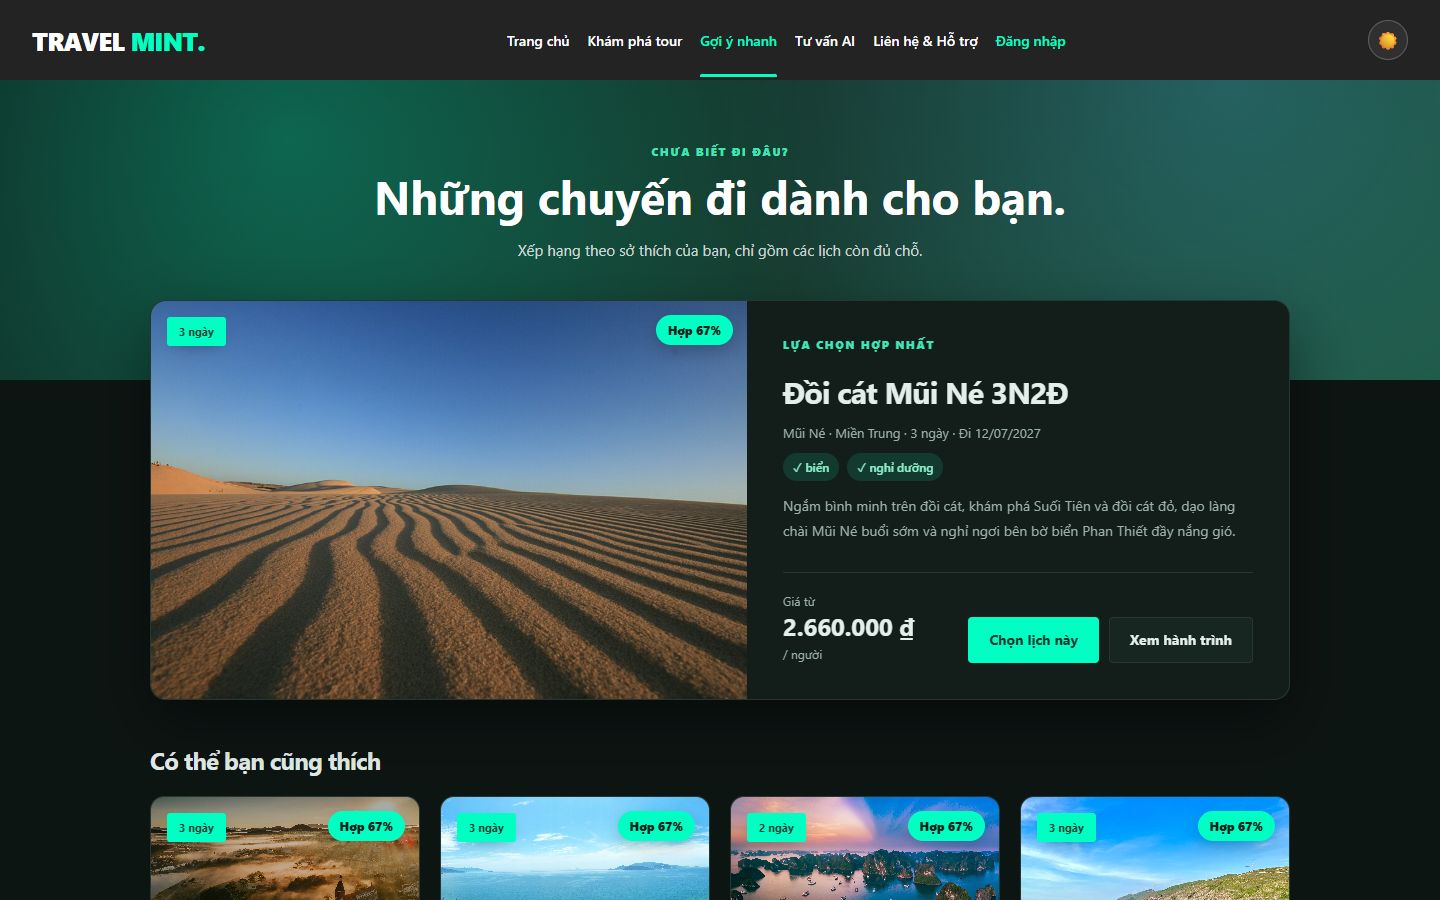 TRAVEL MINT.
Trang chủ
Khám phá tour
Gợi ý nhanh
Tư vấn AI
Liên hệ & Hỗ trợ
Đăng nhập
CHƯA BIẾT ĐI ĐÂU?
Những chuyến đi dành cho bạn.
Xếp hạng theo sở thích của bạn, chỉ gồm các lịch còn đủ chỗ.
3 ngày
Hợp 67%
LỰA CHỌN HỢP NHẤT
Đồi cát Mũi Né 3N2Đ
Mũi Né · Miền Trung · 3 ngày · Đi 12/07/2027
✓ biển
✓ nghỉ dưỡng
Ngắm bình minh trên đồi cát, khám phá Suối Tiên và đồi cát đỏ, dạo làng
chài Mũi Né buổi sớm và nghỉ ngơi bên bờ biển Phan Thiết đầy nắng gió.
Giá từ
2.660.000 ₫
/ người
Chọn lịch này
Xem hành trình
Có thể bạn cũng thích
3 ngày
Hợp 67%
3 ngày
Hợp 67%
2 ngày
Hợp 67%
3 ngày
Hợp 67%